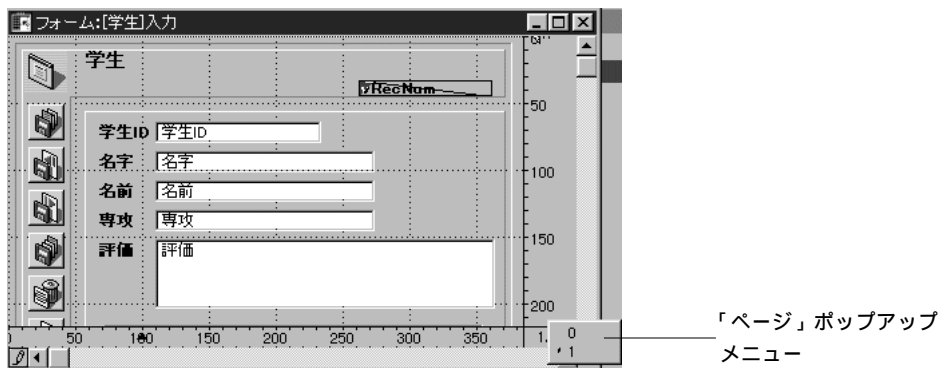 フォーム:[学生]入力
学生
yRecNum
学生ID 学生ID
名字 名字
名前 名前
専攻 専攻
評価 評価
50
100
150
200
50 100 150 200 250 300 350
0
1
「ページ」ポップアップ
メニュー